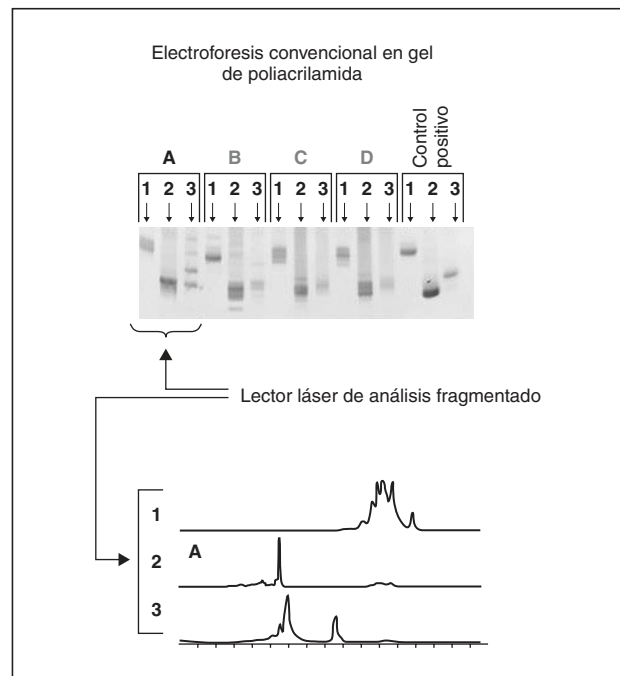 Electroforesis convencional en gel
de poliacrilamida
A B C D Control
positivo
1 2 3 1 2 3 1 2 3 1 2 3 1 2 3
Lector láser de análisis fragmentado
1
2 A
3